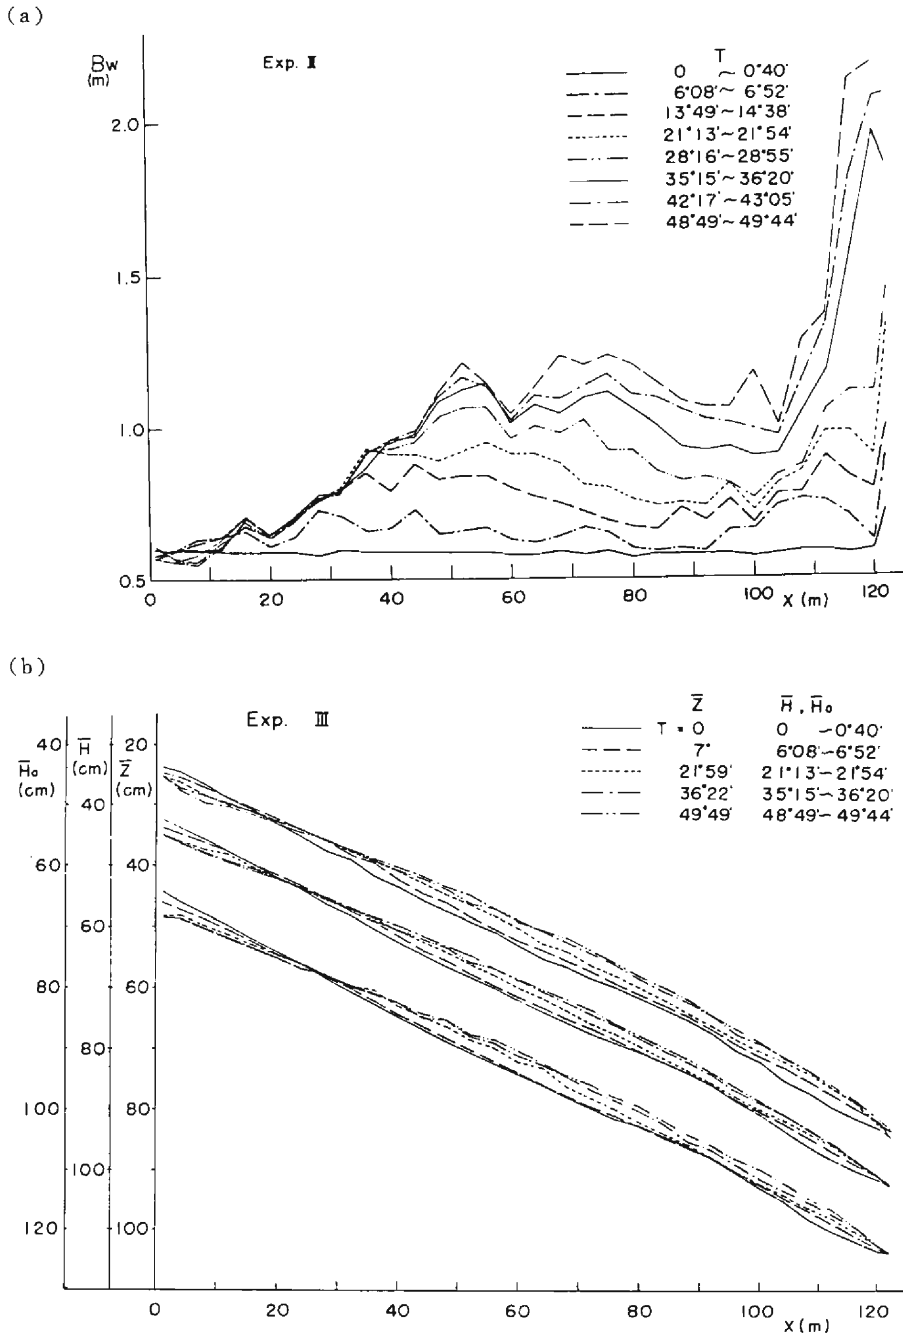 (a)
Bw
(m)
Exp. II
T
0 ~ 0°40'
6°08' ~ 6°52'
13°49' ~ 14°38'
21°13' ~ 21°54'
28°16' ~ 28°55'
35°15' ~ 36°20'
42°17' ~ 43°05'
48°49' ~ 49°44'
2.0
1.5
1.0
0.5
0 20 40 60 80 100 120
X (m)
(b)
Exp. III
Z̅ H̅, H̅o
T = 0 0 ~ 0°40'
7° 6°08' ~ 6°52'
21°59' 21°13' ~ 21°54'
36°22' 35°15' ~ 36°20'
49°49' 48°49' ~ 49°44'
H̅o
(cm)
40
60
80
100
120
H̅
(cm)
40
60
80
100
Z̅
(cm)
20
40
60
80
100
0 20 40 60 80 100 120
X (m)